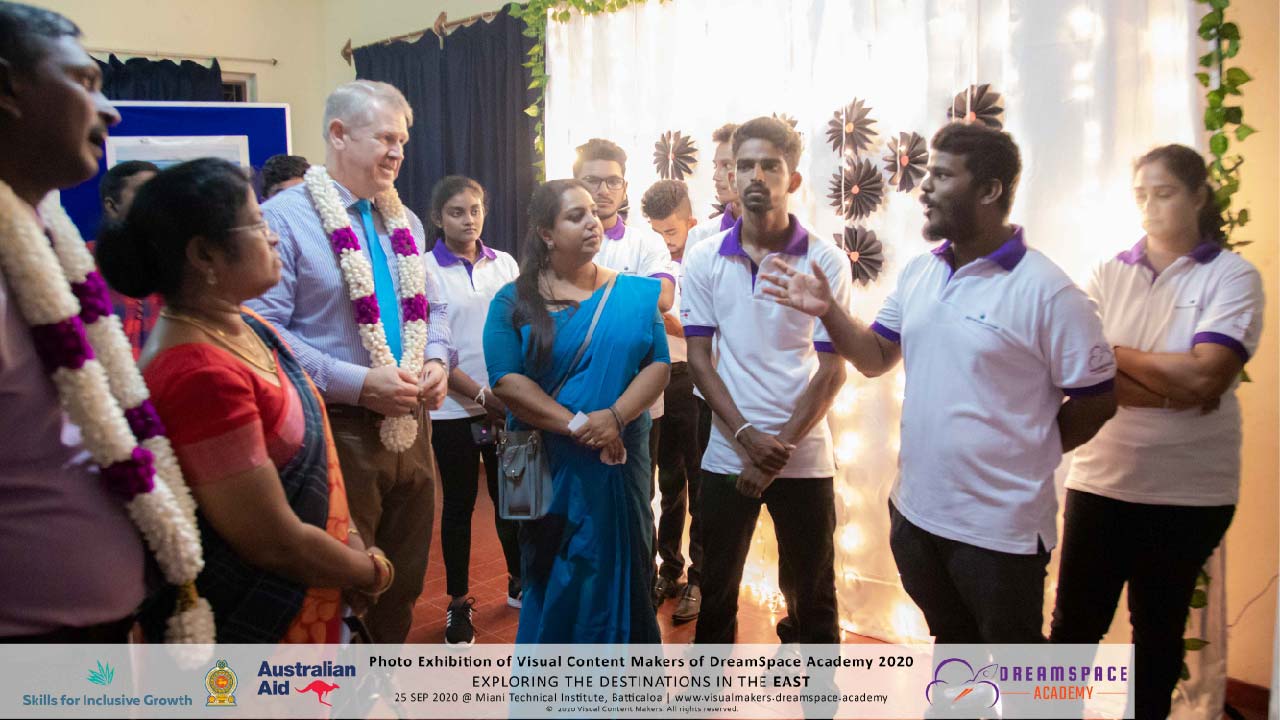 Skills for Inclusive Growth
Australian
Aid
Photo Exhibition of Visual Content Makers of DreamSpace Academy 2020
EXPLORING THE DESTINATIONS IN THE EAST
25 SEP 2020 @ Miani Technical Institute, Batticaloa | www.visualmakers-dreamspace-academy
© 2020 Visual Content Makers. All rights reserved.
DREAMSPACE
ACADEMY